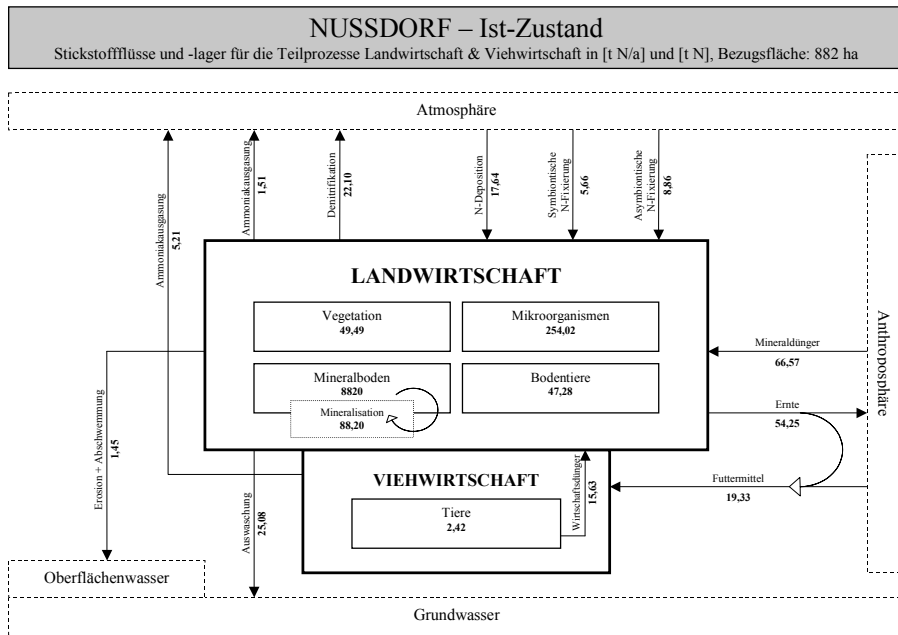 NUSSDORF – Ist-Zustand
Stickstoffflüsse und -lager für die Teilprozesse Landwirtschaft & Viehwirtschaft in [t N/a] und [t N], Bezugsfläche: 882 ha
Atmosphäre
Ammoniakausgasung
5,21
Ammoniakausgasung
1,51
Denitrifikation
22,10
N-Deposition
17,64
Symbiontische
N-Fixierung
5,66
Asymbiontische
N-Fixierung
8,86
LANDWIRTSCHAFT
Vegetation
49,49
Mikroorganismen
254,02
Mineralboden
8820
Mineralisation
88,20
Bodentiere
47,28
Anthroposphäre
Mineraldünger
66,57
Ernte
54,25
Futtermittel
19,33
Erosion + Abschwemmung
1,45
Auswaschung
25,08
VIEHWIRTSCHAFT
Tiere
2,42
Wirtschaftsdünger
15,63
Oberflächenwasser
Grundwasser